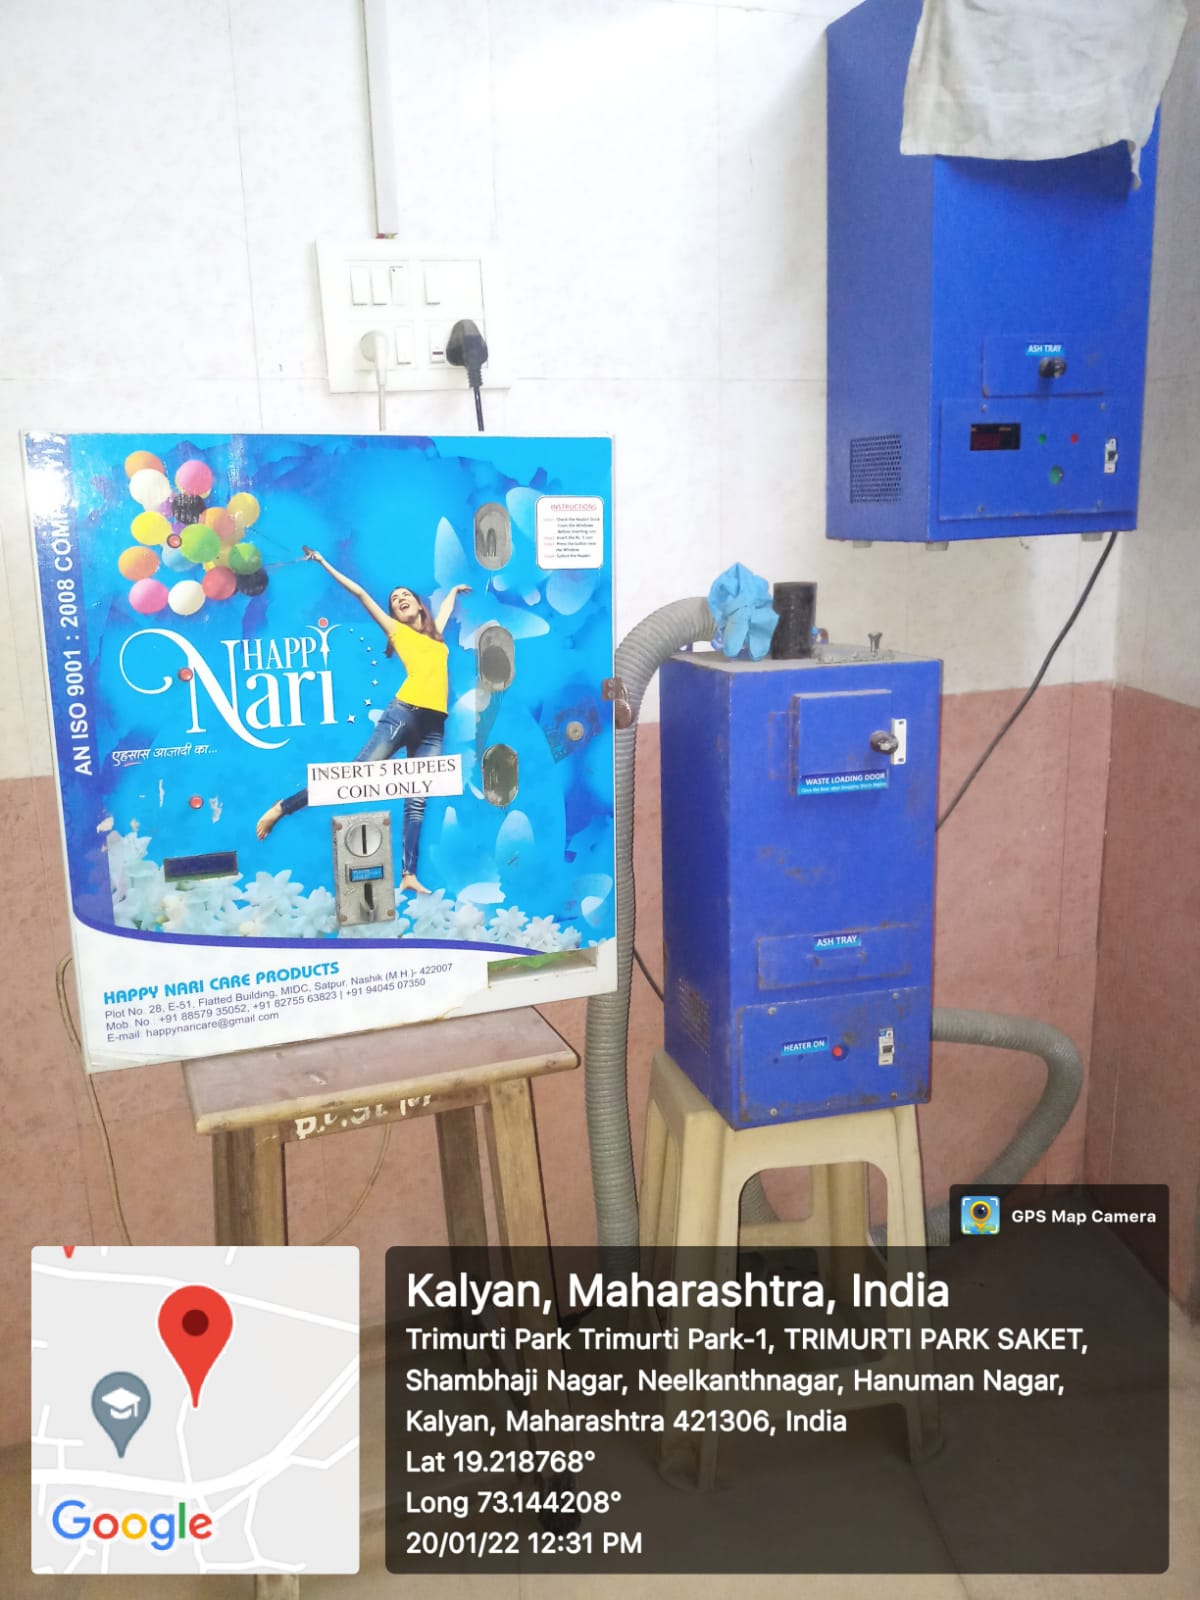 AN ISO 9001 : 2008
HAPPi
Nari
एहसास आज़ादी का...
INSERT 5 RUPEES
COIN ONLY
INSTRUCTIONS
HAPPY NARI CARE PRODUCTS
Plot No. 28, E-51, Flatted Building, MIDC, Satpur, Nashik (M.H.)- 422007
Mob. No. : +91 88579 35052, +91 82755 63823 | +91 94045 07350
E-mail: happynaricare@gmail.com
ASH TRAY
WASTE LOADING DOOR
ASH TRAY
HEATER ON
GPS Map Camera
Kalyan, Maharashtra, India
Trimurti Park Trimurti Park-1, TRIMURTI PARK SAKET,
Shambhaji Nagar, Neelkanthnagar, Hanuman Nagar,
Kalyan, Maharashtra 421306, India
Lat 19.218768°
Long 73.144208°
20/01/22 12:31 PM
Google